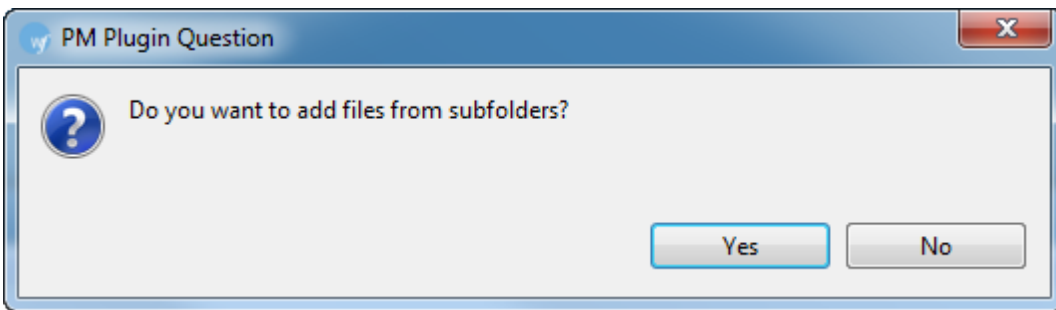 PM Plugin Question
Do you want to add files from subfolders?
Yes No